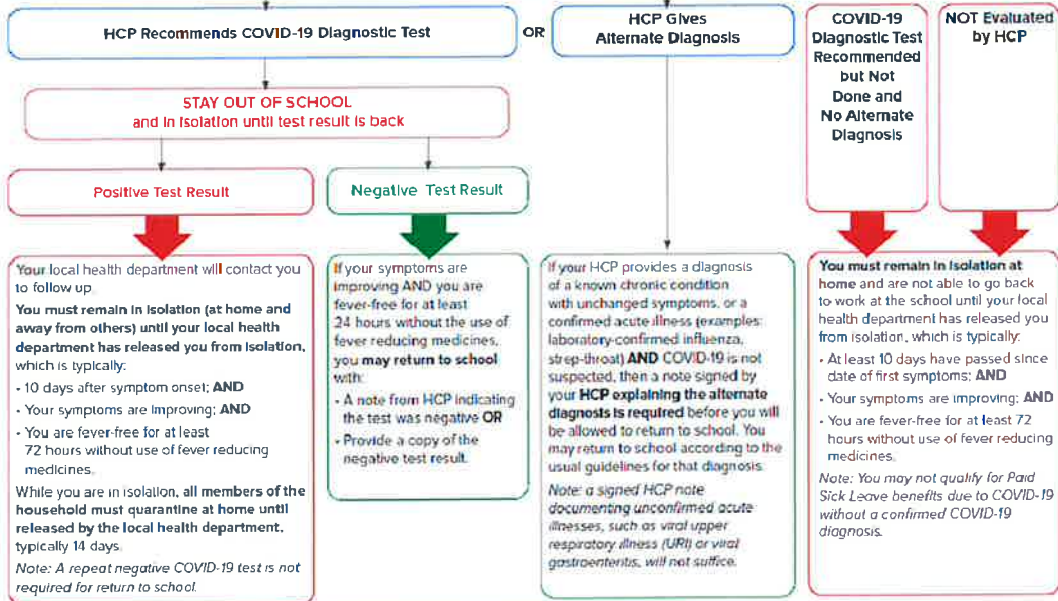 HCP Recommends COVID-19 Diagnostic Test
OR
HCP Gives
Alternate Diagnosis
COVID-19
Diagnostic Test
Recommended
but Not
Done and
No Alternate
Diagnosis
NOT Evaluated
by HCP
STAY OUT OF SCHOOL
and in isolation until test result is back
Positive Test Result
Negative Test Result
Your local health department will contact you
to follow up.
You must remain in isolation (at home and
away from others) until your local health
department has released you from isolation,
which is typically:
• 10 days after symptom onset; AND
• Your symptoms are improving; AND
• You are fever-free for at least
72 hours without use of fever reducing
medicines.
While you are in isolation, all members of the
household must quarantine at home until
released by the local health department,
typically 14 days.
Note: A repeat negative COVID-19 test is not
required for return to school.
If your symptoms are
improving AND you are
fever-free for at least
24 hours without the use of
fever reducing medicines,
you may return to school
with:
• A note from HCP indicating
the test was negative OR
• Provide a copy of the
negative test result.
If your HCP provides a diagnosis
of a known chronic condition
with unchanged symptoms, or a
confirmed acute illness (examples:
laboratory-confirmed influenza,
strep-throat) AND COVID-19 is not
suspected, then a note signed by
your HCP explaining the alternate
diagnosis is required before you will
be allowed to return to school. You
may return to school according to the
usual guidelines for that diagnosis.
Note: a signed HCP note
documenting unconfirmed acute
illnesses, such as viral upper
respiratory illness (URI) or viral
gastroenteritis, will not suffice.
You must remain in isolation at
home and are not able to go back
to work at the school until your local
health department has released you
from isolation, which is typically:
• At least 10 days have passed since
date of first symptoms; AND
• Your symptoms are improving; AND
• You are fever-free for at least 72
hours without use of fever reducing
medicines.
Note: You may not qualify for Paid
Sick Leave benefits due to COVID-19
without a confirmed COVID-19
diagnosis.